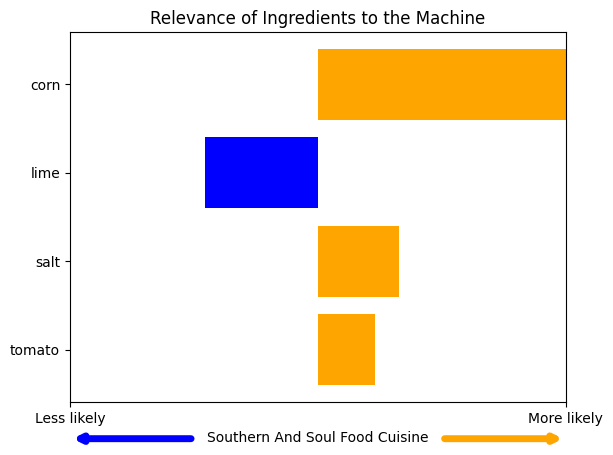 Relevance of Ingredients to the Machine
corn
lime
salt
tomato
Less likely
More likely
Southern And Soul Food Cuisine